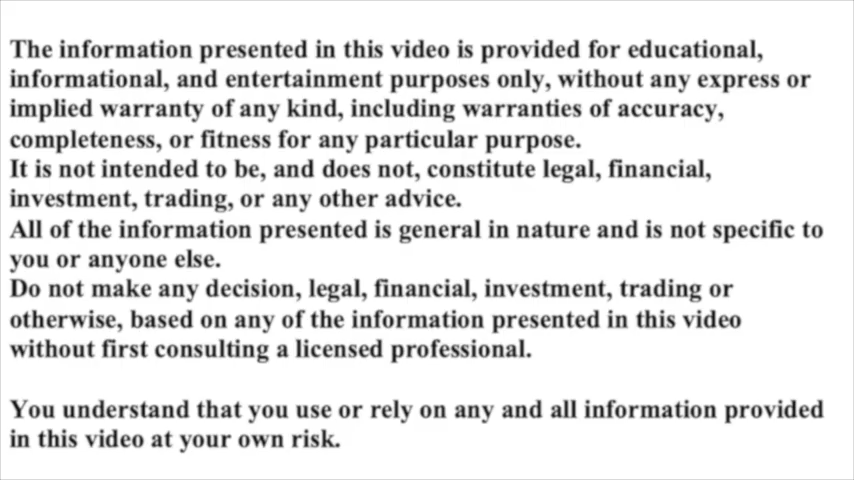 The information presented in this video is provided for educational,
informational, and entertainment purposes only, without any express or
implied warranty of any kind, including warranties of accuracy,
completeness, or fitness for any particular purpose.
It is not intended to be, and does not, constitute legal, financial,
investment, trading, or any other advice.
All of the information presented is general in nature and is not specific to
you or anyone else.
Do not make any decision, legal, financial, investment, trading or
otherwise, based on any of the information presented in this video
without first consulting a licensed professional.
You understand that you use or rely on any and all information provided
in this video at your own risk.